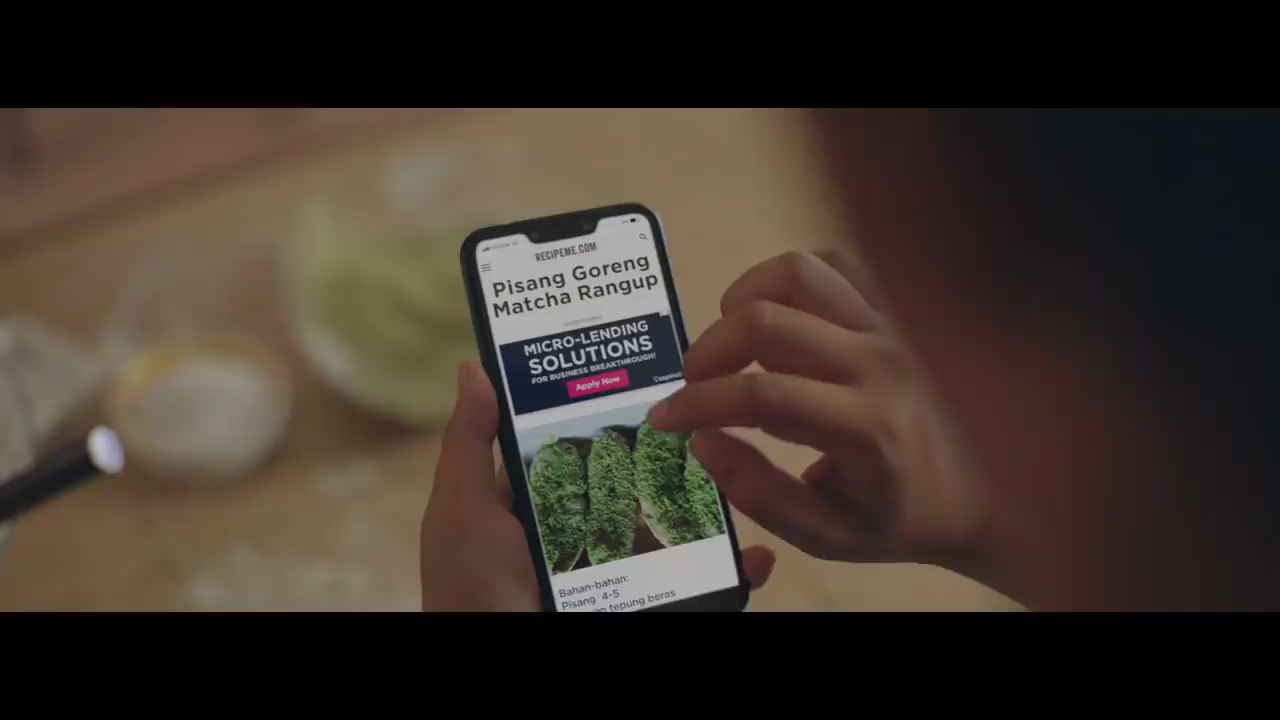 RECIPEME.COM
Pisang Goreng
Matcha Rangup
MICRO-LENDING
SOLUTIONS
FOR BUSINESS BREAKTHROUGH!
Apply Now
Bahan-bahan:
Pisang 4-5
tepung beras